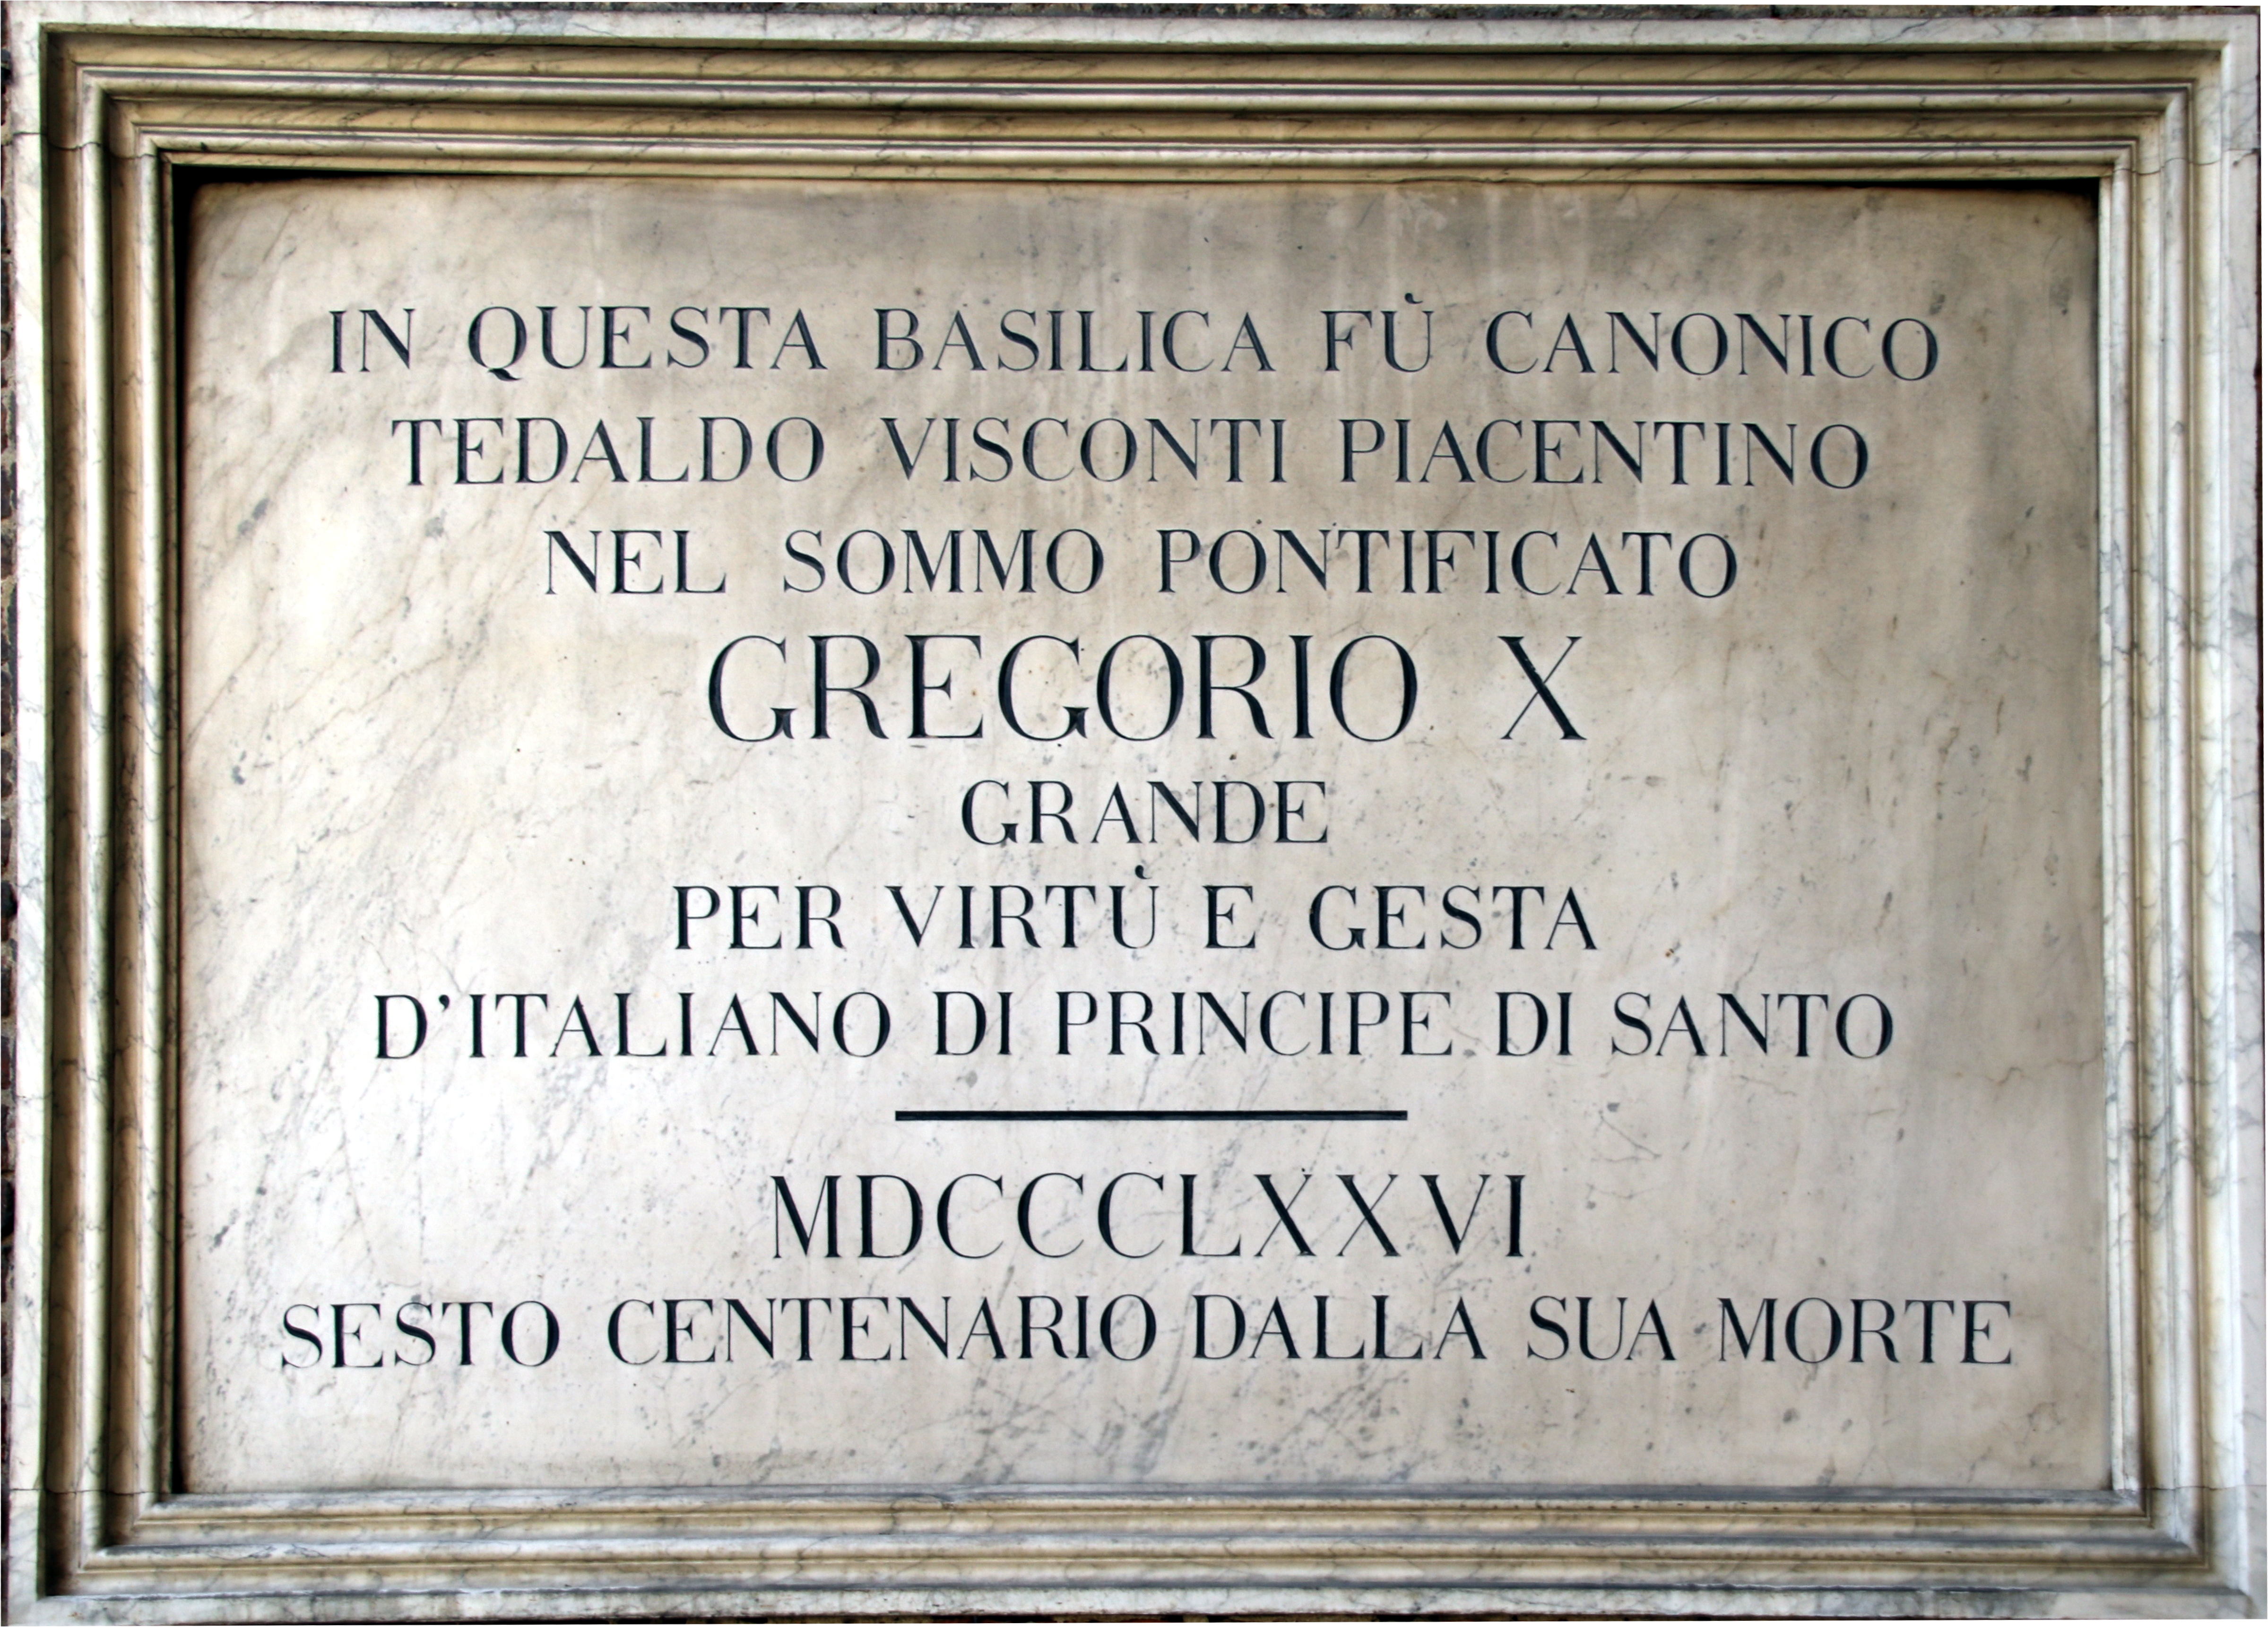 IN QUESTA BASILICA FÙ CANONICO
TEDALDO VISCONTI PIACENTINO
NEL SOMMO PONTIFICATO
GREGORIO X
GRANDE
PER VIRTÙ E GESTA
D'ITALIANO DI PRINCIPE DI SANTO
MDCCCLXXVI
SESTO CENTENARIO DALLA SUA MORTE